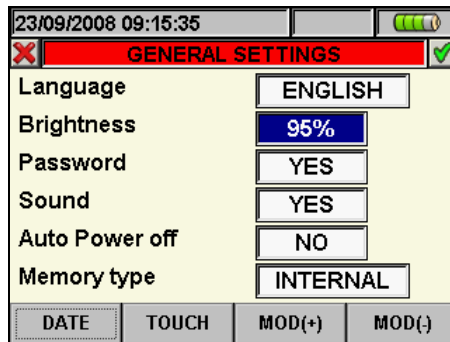 23/09/2008 09:15:35
GENERAL SETTINGS
Language ENGLISH
Brightness 95%
Password YES
Sound YES
Auto Power off NO
Memory type INTERNAL
DATE TOUCH MOD(+) MOD(-)